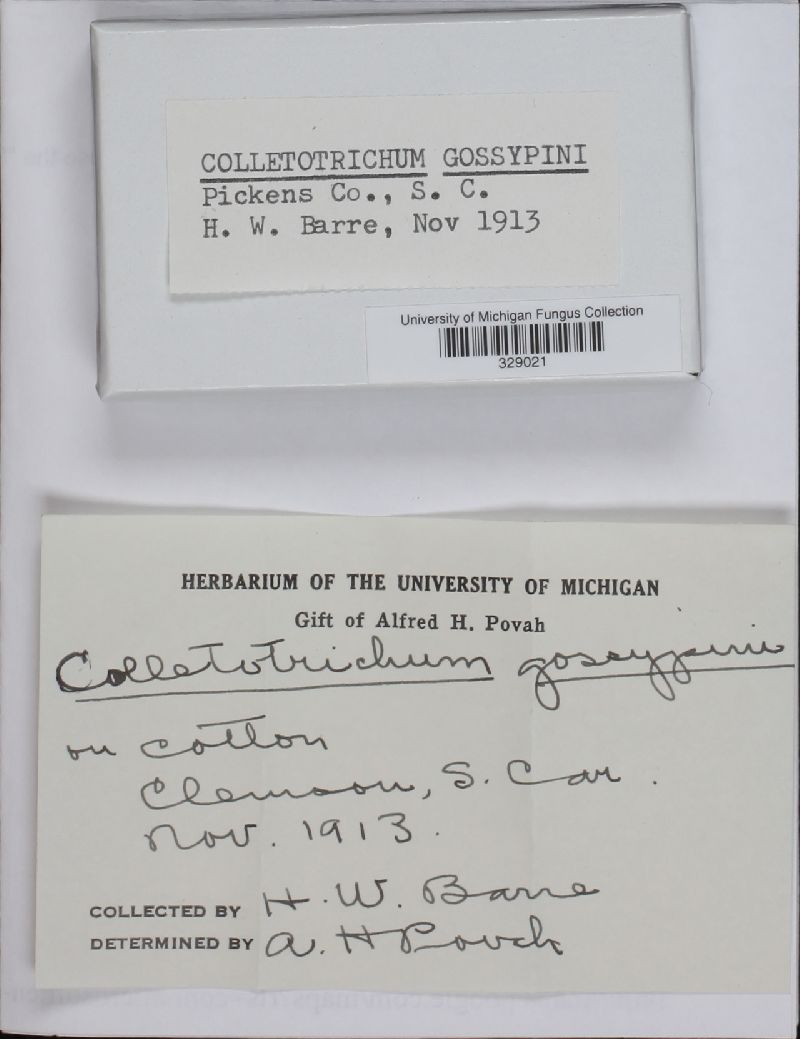 COLLETOTRICHUM GOSSYPINI
Pickens Co., S. C.
H. W. Barre, Nov 1913
University of Michigan Fungus Collection
329021
HERBARIUM OF THE UNIVERSITY OF MICHIGAN
Gift of Alfred H. Povah
Colletotrichum gossypini
on cotton
Clemson, S. Car.
Nov. 1913.
COLLECTED BY H. W. Barre
DETERMINED BY A. H Povah